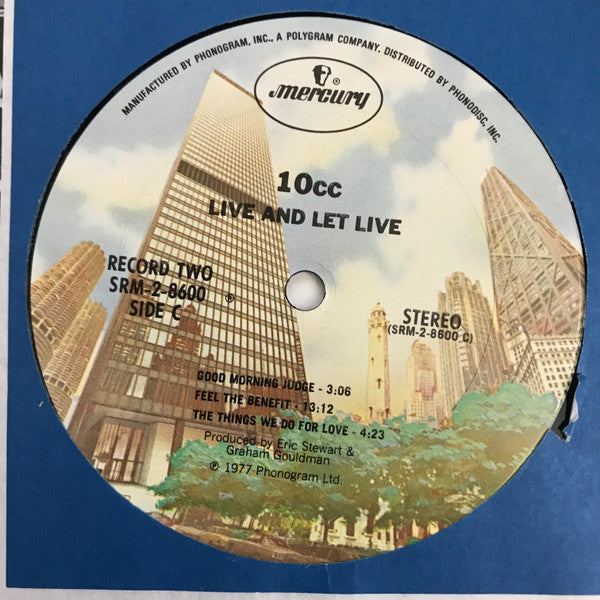 MANUFACTURED BY PHONOGRAM, INC., A POLYGRAM COMPANY. DISTRIBUTED BY PHONODISC, INC.
mercury ®
10cc
LIVE AND LET LIVE
RECORD TWO
SRM-2-8600 ®
SIDE C
STEREO
(SRM-2-8600 C)
GOOD MORNING JUDGE - 3:06
FEEL THE BENEFIT - 13:12
THE THINGS WE DO FOR LOVE - 4:23
Produced by Eric Stewart &
Graham Gouldman
℗ 1977 Phonogram Ltd.